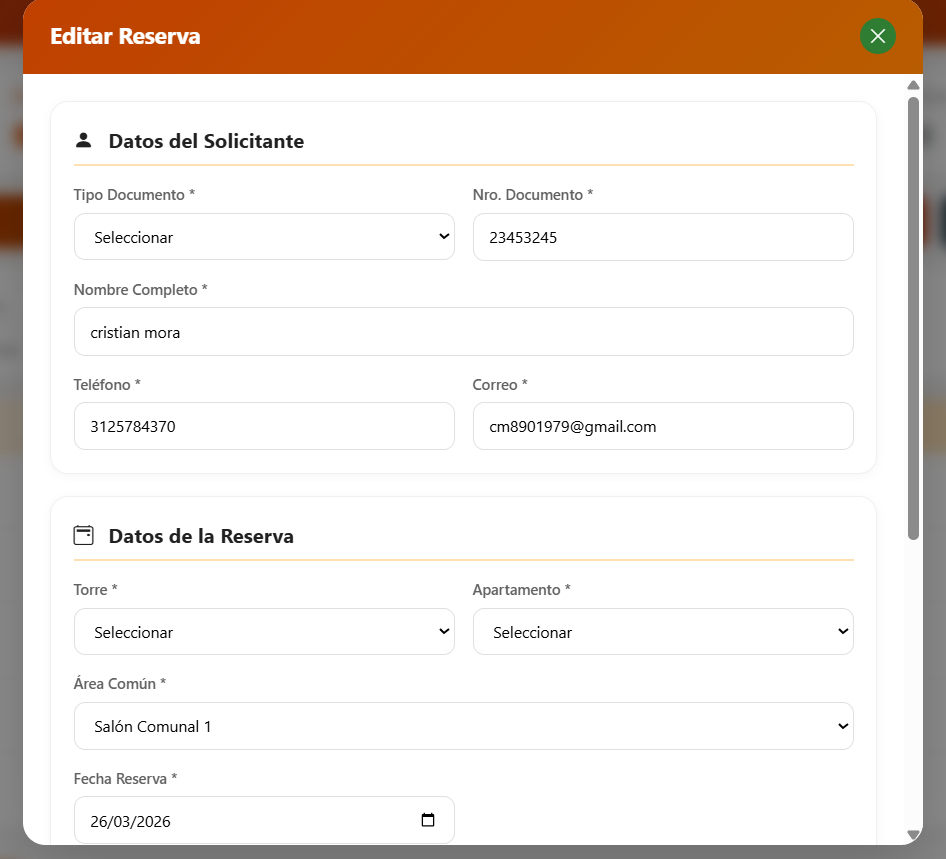 Editar Reserva
Datos del Solicitante
Tipo Documento * Nro. Documento *
Seleccionar 23453245
Nombre Completo *
cristian mora
Teléfono * Correo *
3125784370 cm8901979@gmail.com
Datos de la Reserva
Torre * Apartamento *
Seleccionar Seleccionar
Área Común *
Salón Comunal 1
Fecha Reserva *
26/03/2026